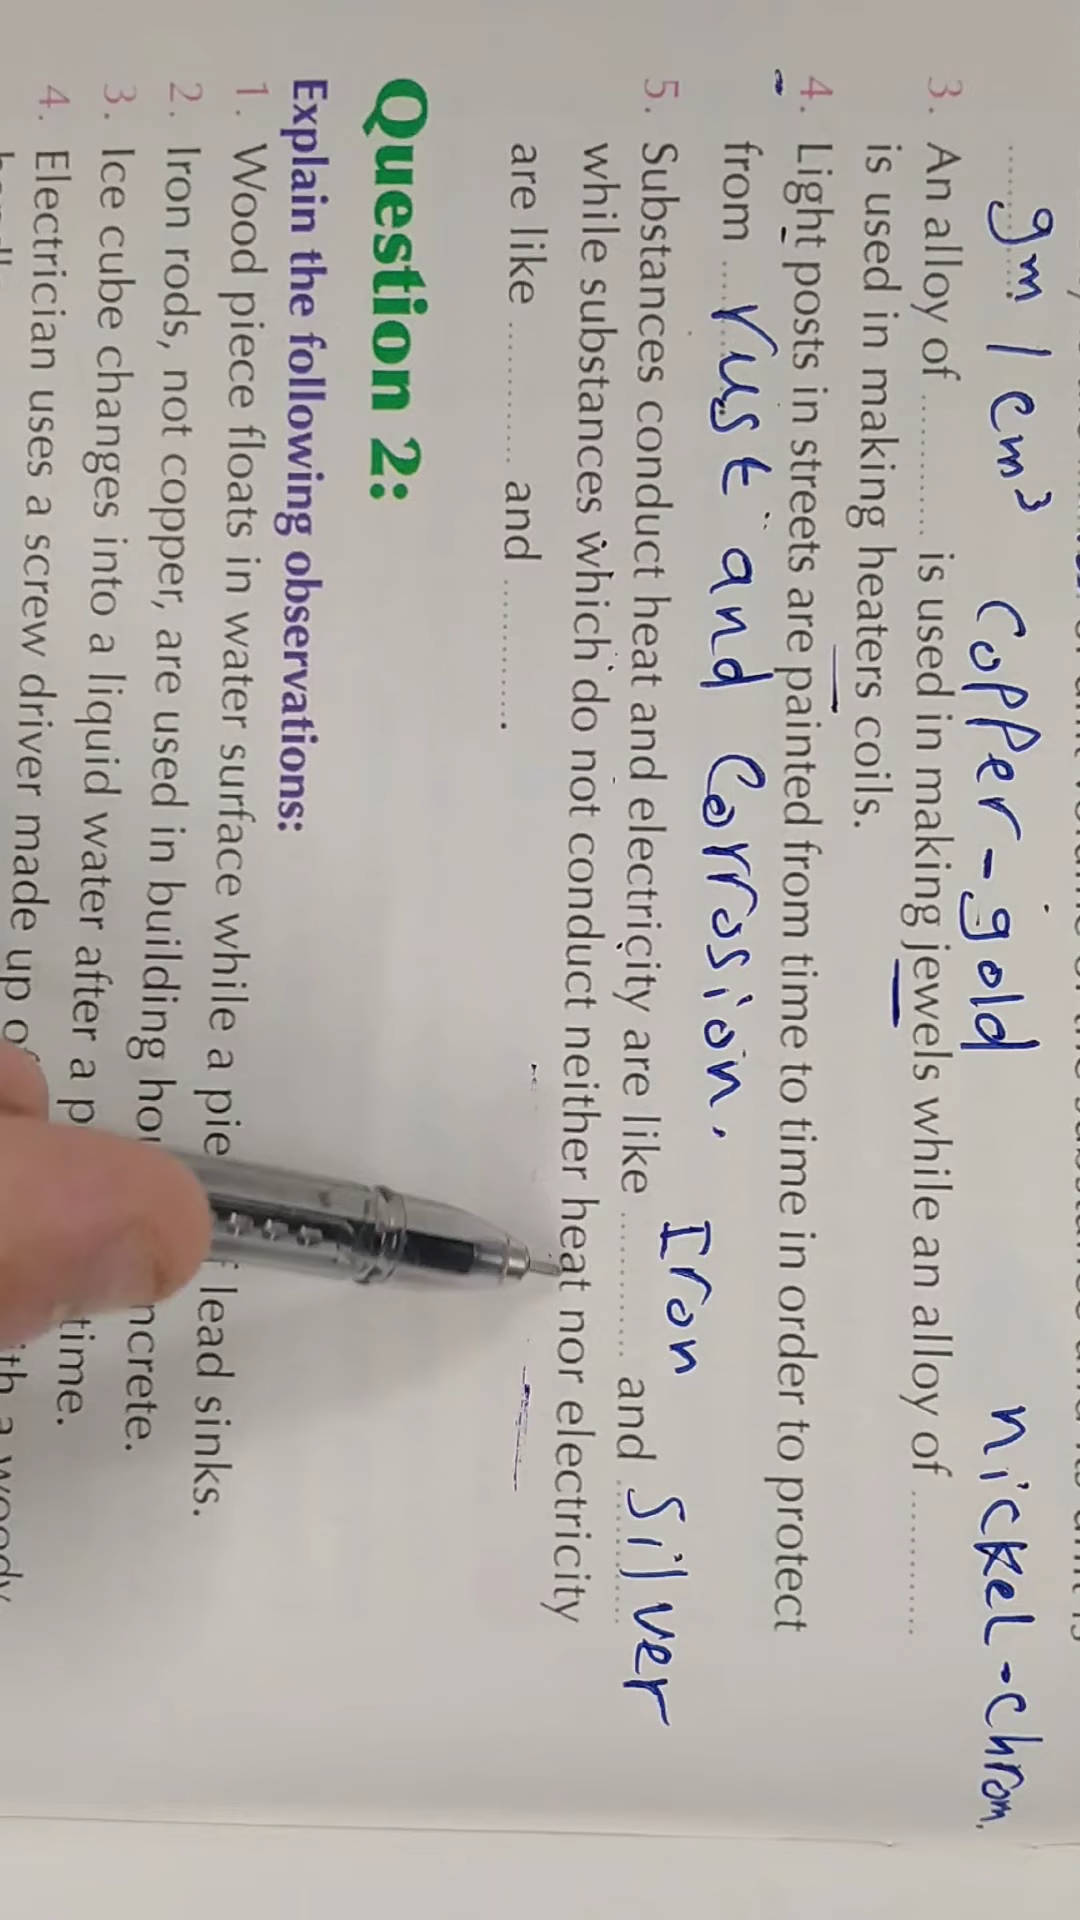 gm / cm³ copper-gold nickel-chrom.
3. An alloy of ............ is used in making jewels while an alloy of ............
is used in making heaters coils.
4. Light posts in streets are painted from time to time in order to protect
from .... rust and Corrosion.
5. Substances conduct heat and electricity are like ............ Iron and ............ Silver
while substances which do not conduct neither heat nor electricity
are like ............ and ............
Question 2:
Explain the following observations:
1. Wood piece floats in water surface while a lead sinks.
2. Iron rods, not copper, are used in building
3. Ice cube changes into a liquid water after a time.
4. Electrician uses a screw driver made up a woody